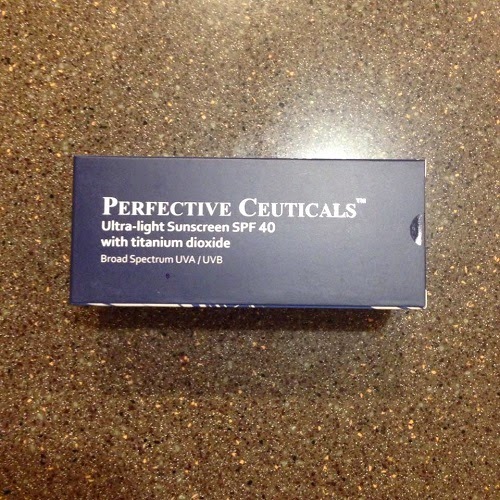 PERFECTIVE CEUTICALS™
Ultra-light Sunscreen SPF 40
with titanium dioxide
Broad Spectrum UVA / UVB